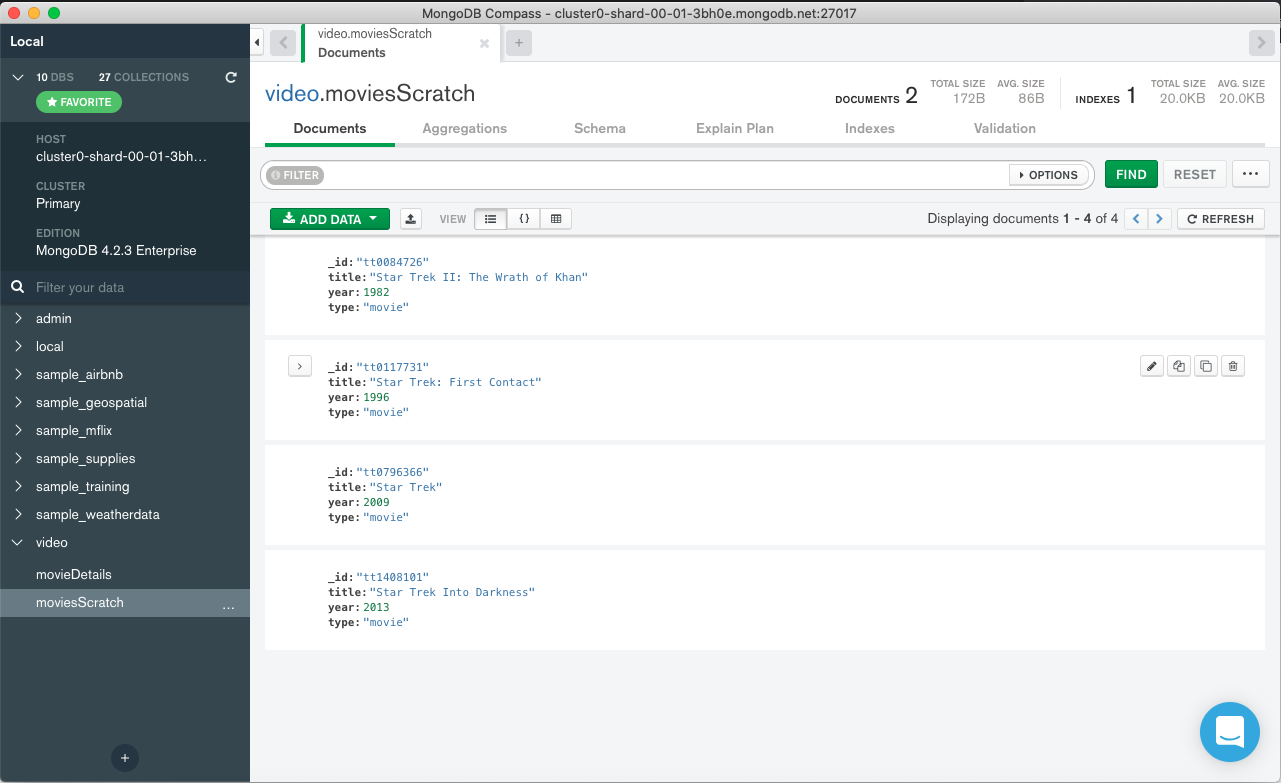 MongoDB Compass - cluster0-shard-00-01-3bh0e.mongodb.net:27017
Local
10 DBS 27 COLLECTIONS
FAVORITE
HOST
cluster0-shard-00-01-3bh...
CLUSTER
Primary
EDITION
MongoDB 4.2.3 Enterprise
Filter your data
admin
local
sample_airbnb
sample_geospatial
sample_mflix
sample_supplies
sample_training
sample_weatherdata
video
movieDetails
moviesScratch ...
video.moviesScratch
Documents
video.moviesScratch
DOCUMENTS 2 TOTAL SIZE 172B AVG. SIZE 86B INDEXES 1 TOTAL SIZE 20.0KB AVG. SIZE 20.0KB
Documents Aggregations Schema Explain Plan Indexes Validation
FILTER OPTIONS FIND RESET ...
ADD DATA VIEW {} Displaying documents 1 - 4 of 4 REFRESH
_id: "tt0084726"
title: "Star Trek II: The Wrath of Khan"
year: 1982
type: "movie"
_id: "tt0117731"
title: "Star Trek: First Contact"
year: 1996
type: "movie"
_id: "tt0796366"
title: "Star Trek"
year: 2009
type: "movie"
_id: "tt1408101"
title: "Star Trek Into Darkness"
year: 2013
type: "movie"